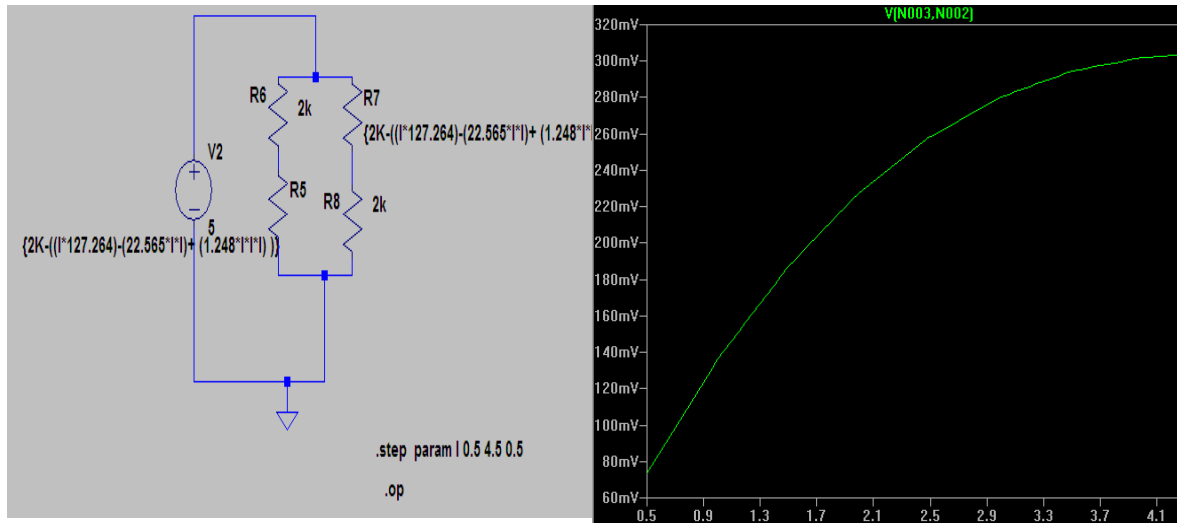 R6
2k
R7
{2K-((I*127.264)-(22.565*I*I)+ (1.248*I*I
V2
R5
R8
2k
5
{2K-((I*127.264)-(22.565*I*I)+ (1.248*I*I*I) )}
.step param I 0.5 4.5 0.5
.op
V(N003,N002)
320mV
300mV
280mV
260mV
240mV
220mV
200mV
180mV
160mV
140mV
120mV
100mV
80mV
60mV
0.5 0.9 1.3 1.7 2.1 2.5 2.9 3.3 3.7 4.1